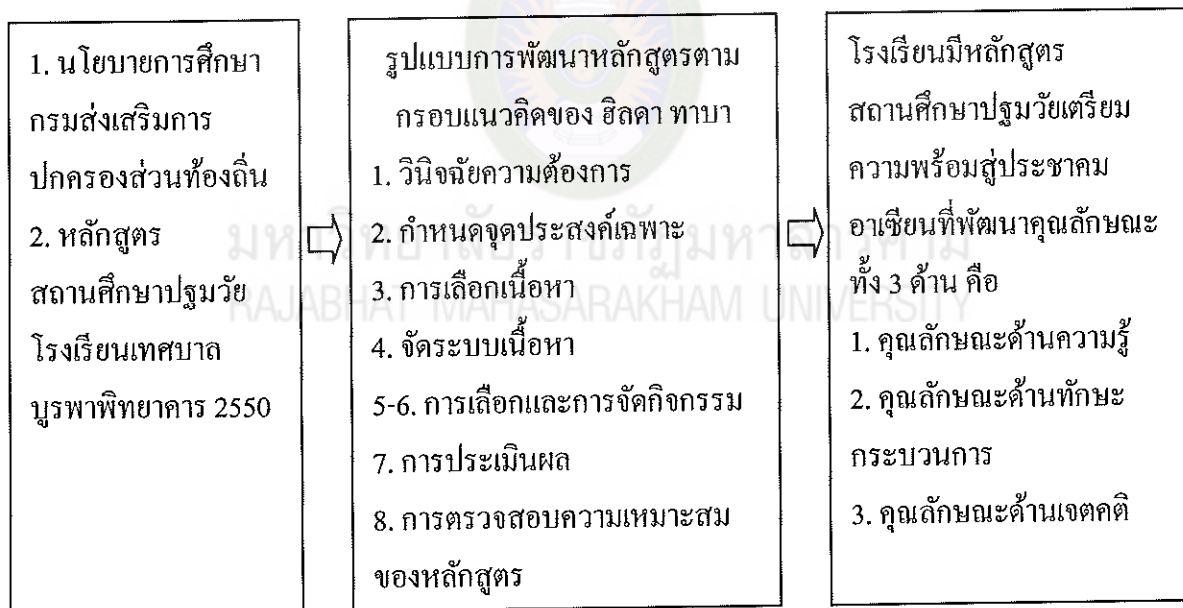 1. นโยบายการศึกษา
กรมส่งเสริมการ
ปกครองส่วนท้องถิ่น
2. หลักสูตร
สถานศึกษาปฐมวัย
โรงเรียนเทศบาล
บูรพาพิทยาคาร 2550
รูปแบบการพัฒนาหลักสูตรตาม
กรอบแนวคิดของ ฮิลดา ทาบา
1. วินิจฉัยความต้องการ
2. กำหนดจุดประสงค์เฉพาะ
3. การเลือกเนื้อหา
4. จัดระบบเนื้อหา
5-6. การเลือกและการจัดกิจกรรม
7. การประเมินผล
8. การตรวจสอบความเหมาะสม
ของหลักสูตร
โรงเรียนมีหลักสูตร
สถานศึกษาปฐมวัยเตรียม
ความพร้อมสู่ประชาคม
อาเซียนที่พัฒนาคุณลักษณะ
ทั้ง 3 ด้าน คือ
1. คุณลักษณะด้านความรู้
2. คุณลักษณะด้านทักษะ
กระบวนการ
3. คุณลักษณะด้านเจตคติ
มหาวิทยาลัยราชภัฏมหาสารคาม
RAJABHAT MAHASARAKHAM UNIVERSITY